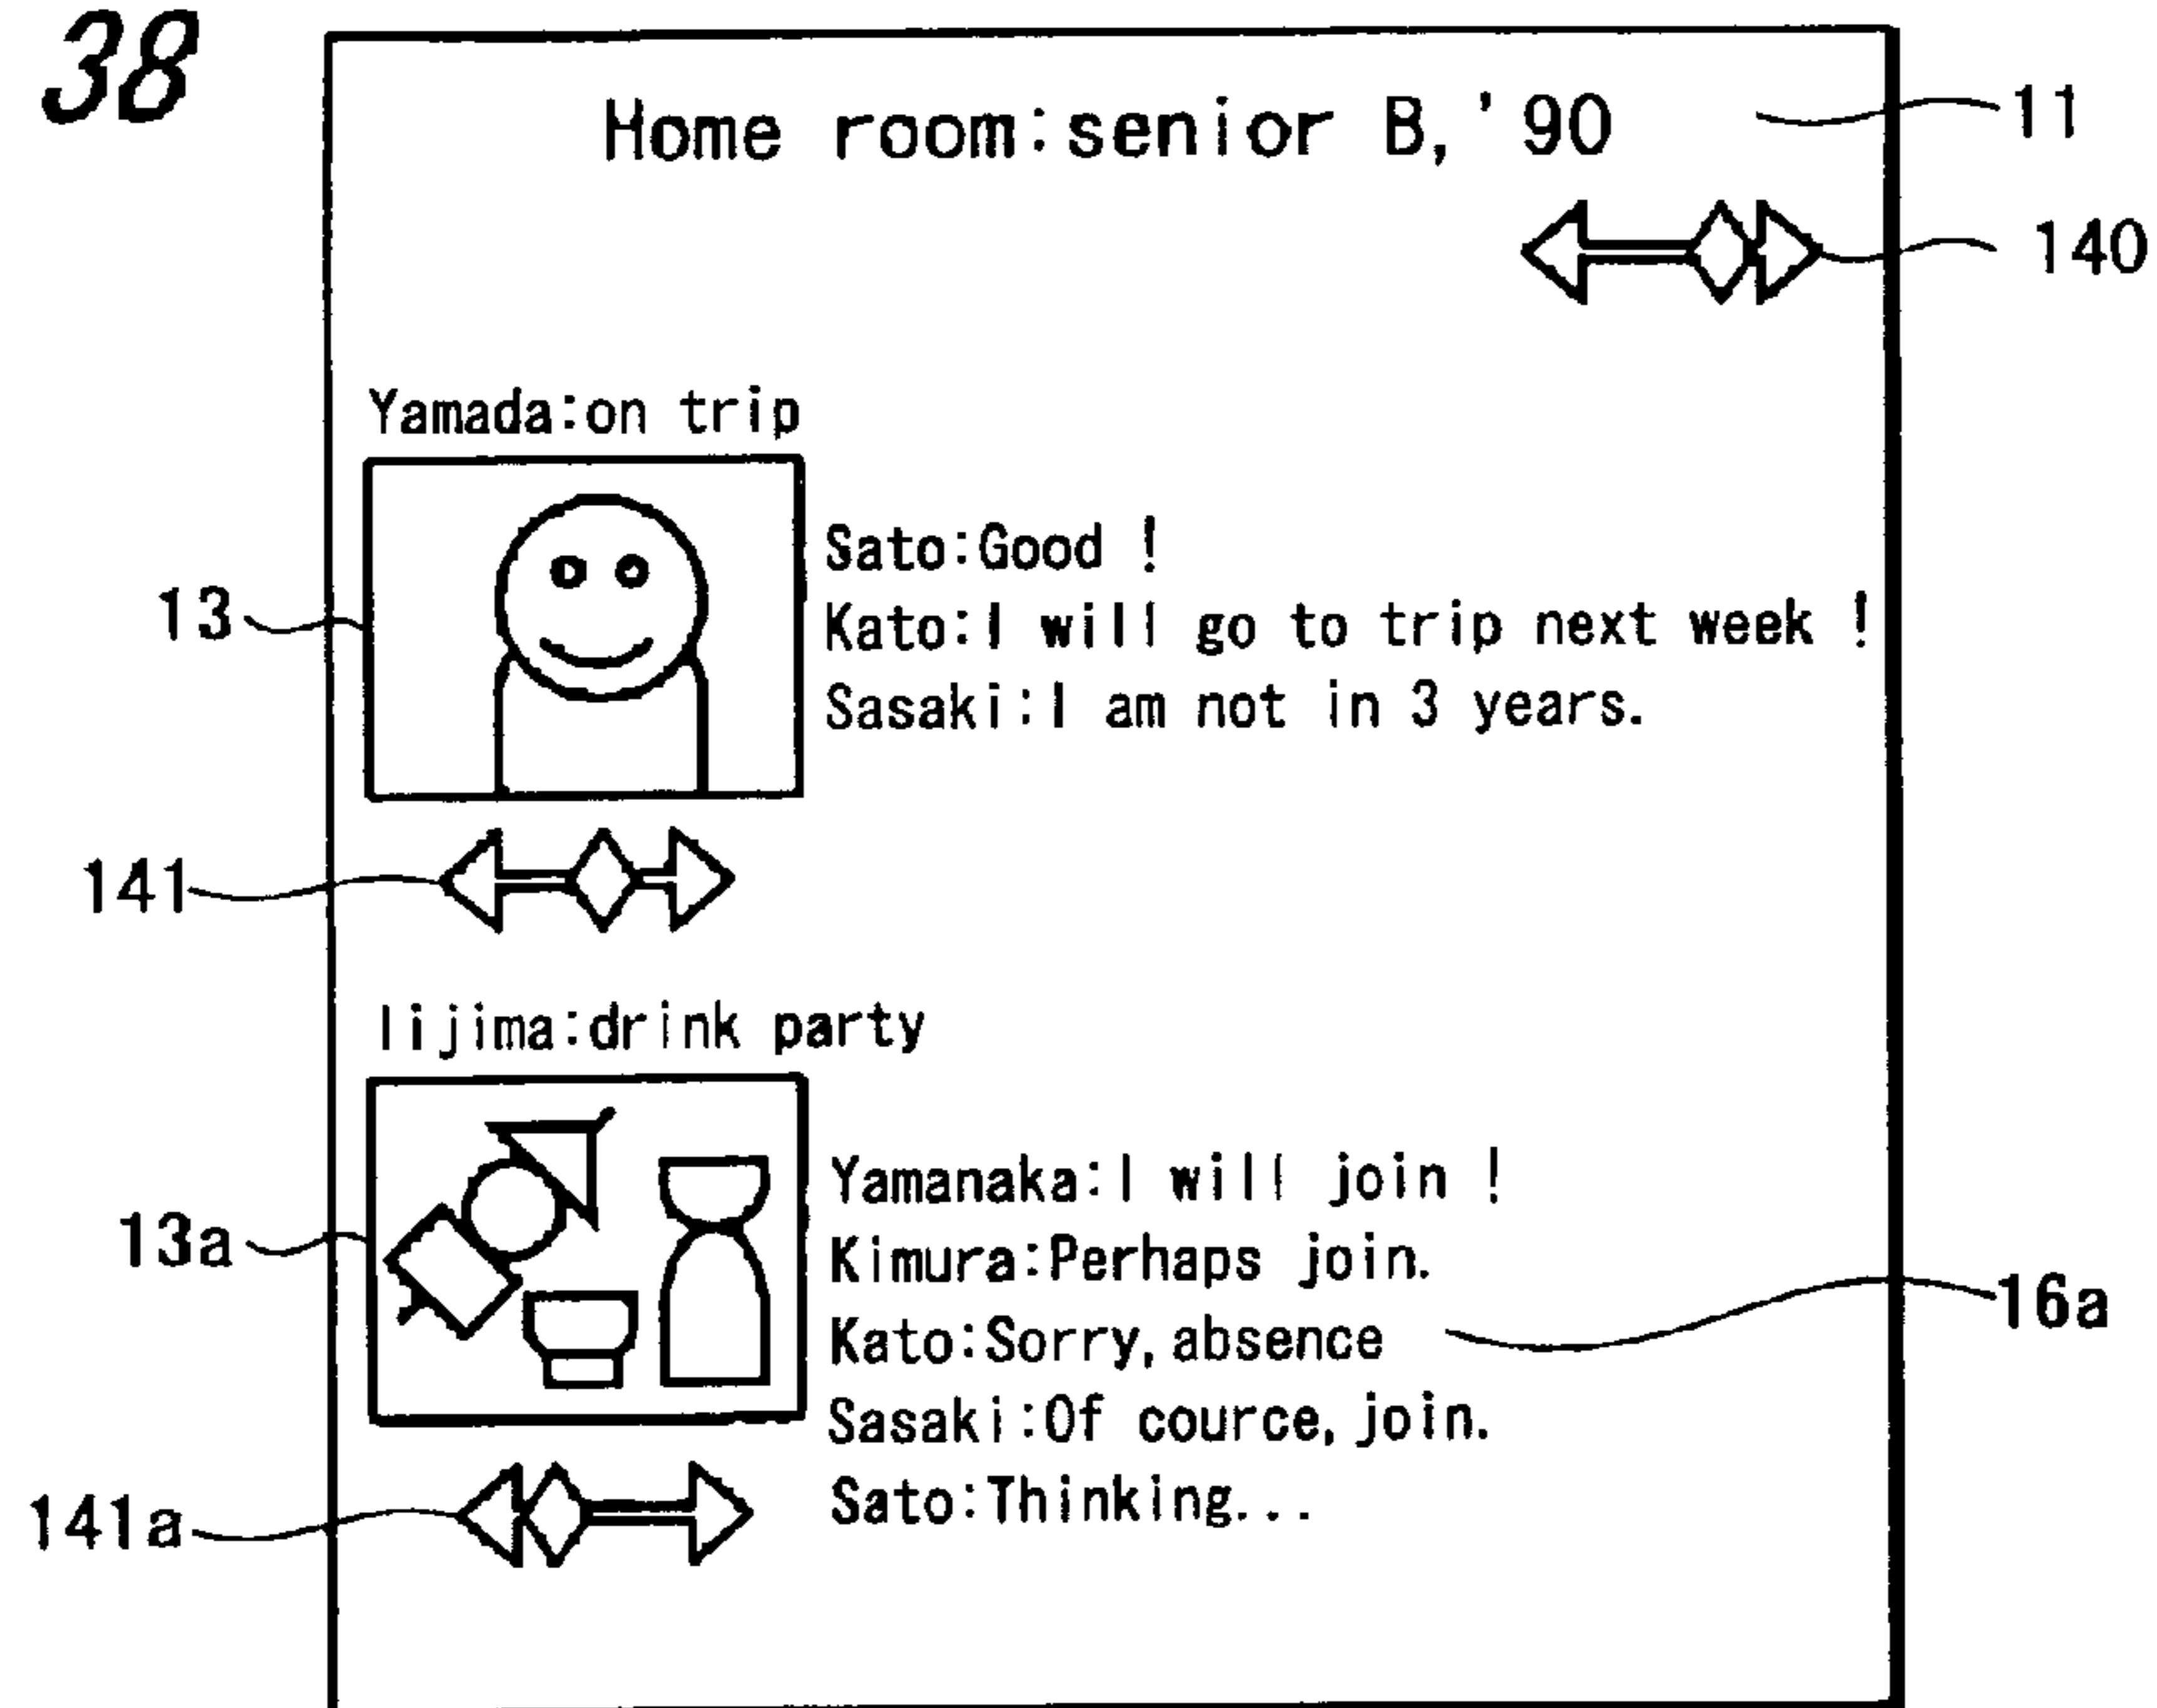 38
Home room:senior B, '90
11
140
Yamada:on trip
Sato:Good !
Kato:I will go to trip next week !
Sasaki:I am not in 3 years.
13
141
Iijima:drink party
Yamanaka:I will join !
Kimura:Perhaps join.
Kato:Sorry, absence
Sasaki:Of cource, join.
Sato:Thinking...
13a
16a
141a